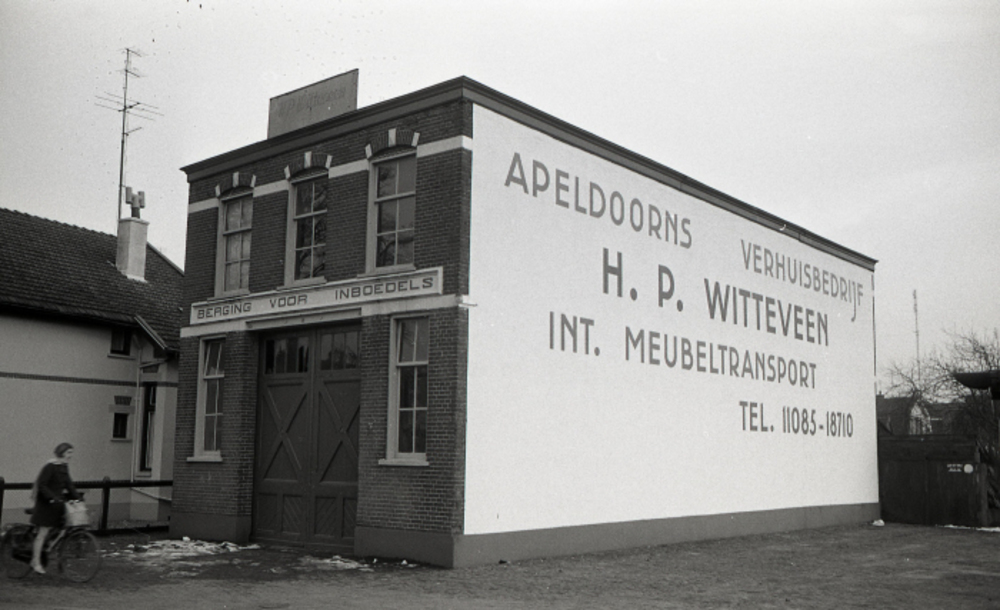 BERGING VOOR INBOEDELS
APELDOORNS VERHUISBEDRIJF
H. P. WITTEVEEN
INT. MEUBELTRANSPORT
TEL. 11085-18710